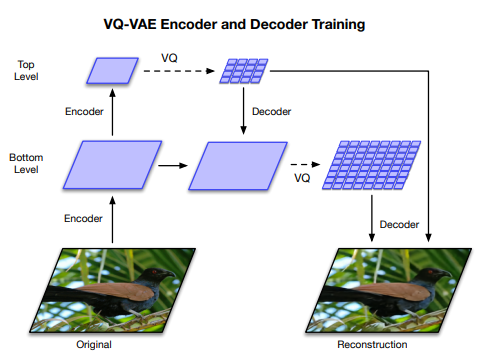 VQ-VAE Encoder and Decoder Training
Top
Level
VQ
Encoder
Decoder
Bottom
Level
VQ
Encoder
Decoder
Original
Reconstruction